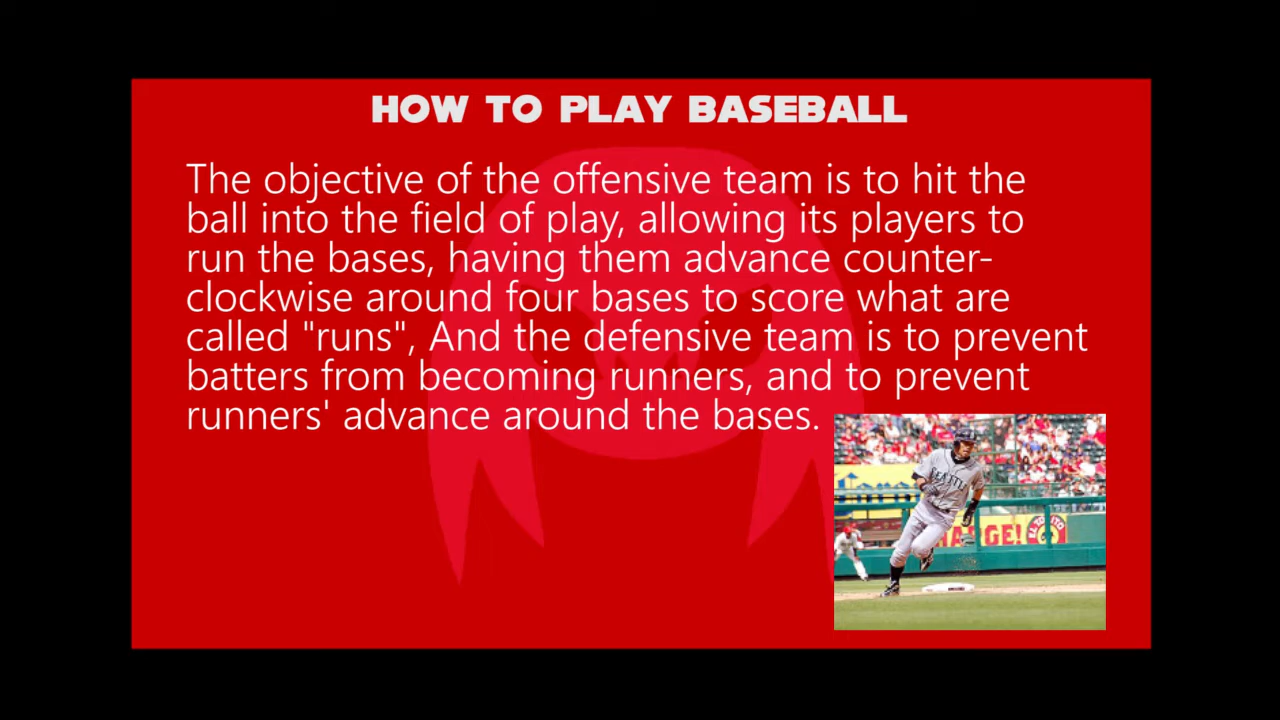 HOW TO PLAY BASEBALL
The objective of the offensive team is to hit the
ball into the field of play, allowing its players to
run the bases, having them advance counter-
clockwise around four bases to score what are
called "runs", And the defensive team is to prevent
batters from becoming runners, and to prevent
runners' advance around the bases.
SEATTLE
EL TORITO